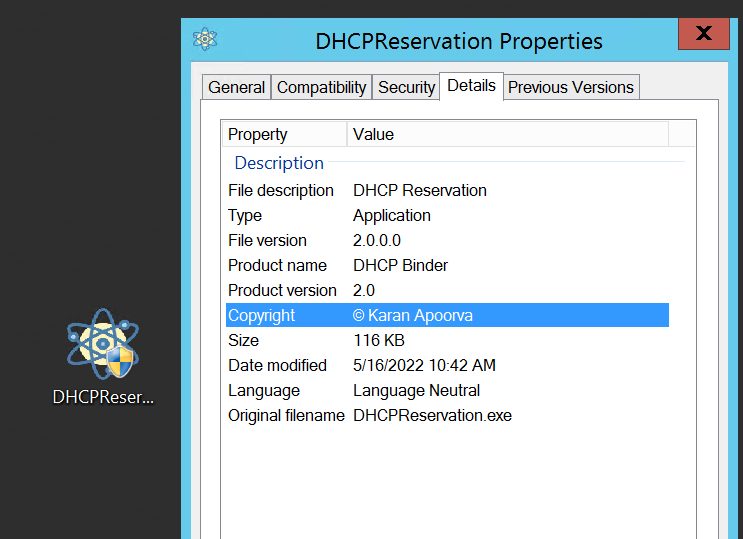 DHCPReservation Properties
X
General Compatibility Security Details Previous Versions
Property Value
Description
File description DHCP Reservation
Type Application
File version 2.0.0.0
Product name DHCP Binder
Product version 2.0
Copyright © Karan Apoorva
Size 116 KB
Date modified 5/16/2022 10:42 AM
Language Language Neutral
Original filename DHCPReservation.exe
DHCPReser...